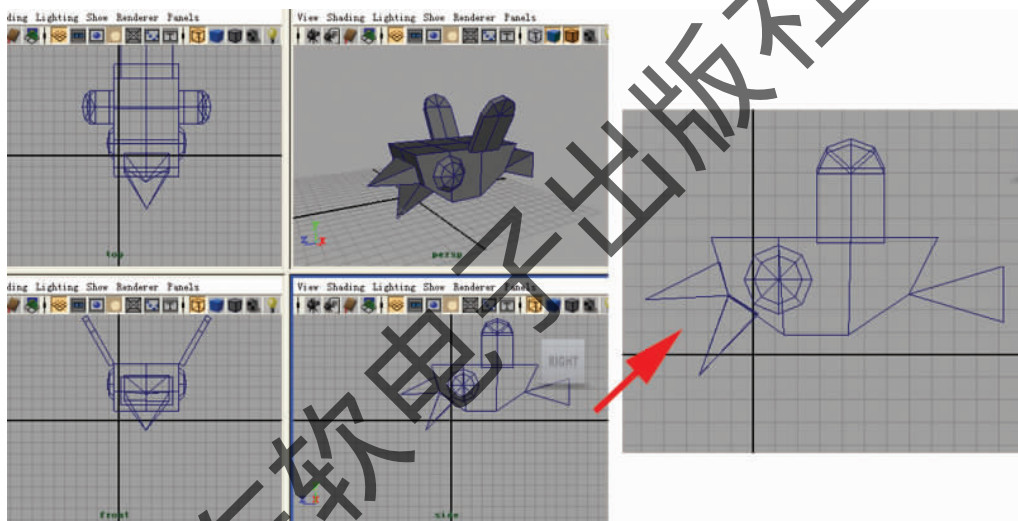 ding Lighting Show Renderer Panels
View Shading Lighting Show Renderer Panels
top
persp
ding Lighting Show Renderer Panels
View Shading Lighting Show Renderer Panels
RIGHT
front
side
软电子出版社